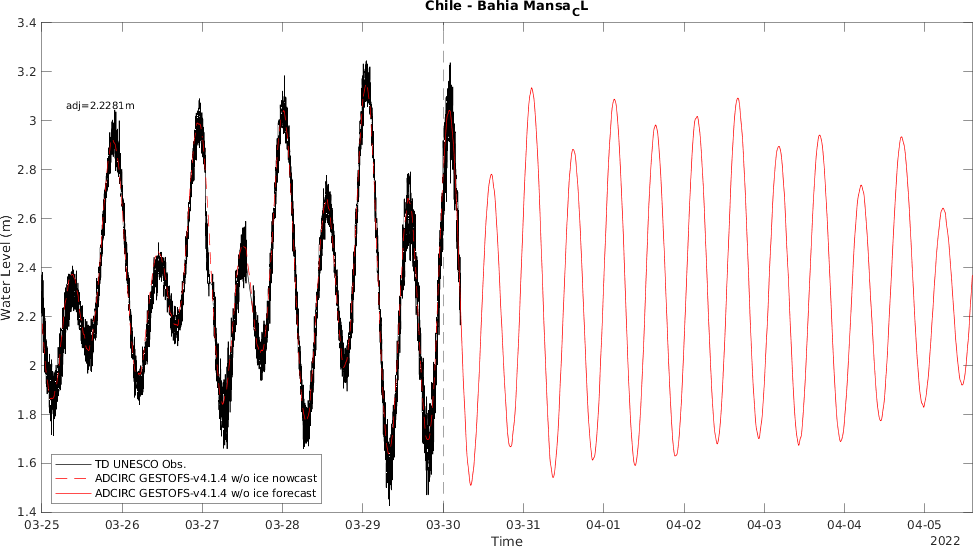 Chile - Bahia Mansa_CL
3.4
3.2
3
2.8
2.6
2.4
2.2
2
1.8
1.6
1.4
Water Level (m)
adj=2.2281m
TD UNESCO Obs.
ADCIRC GESTOFS-v4.1.4 w/o ice nowcast
ADCIRC GESTOFS-v4.1.4 w/o ice forecast
03-25 03-26 03-27 03-28 03-29 03-30 03-31 04-01 04-02 04-03 04-04 04-05
Time
2022